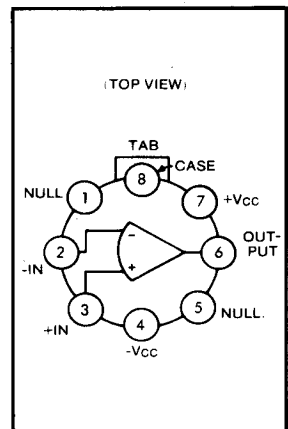 (TOP VIEW)
TAB
8 CASE
NULL 1
7 +VCC
2 -
-IN
6 OUT-
PUT
+
3
+IN
5 NULL.
4
-VCC